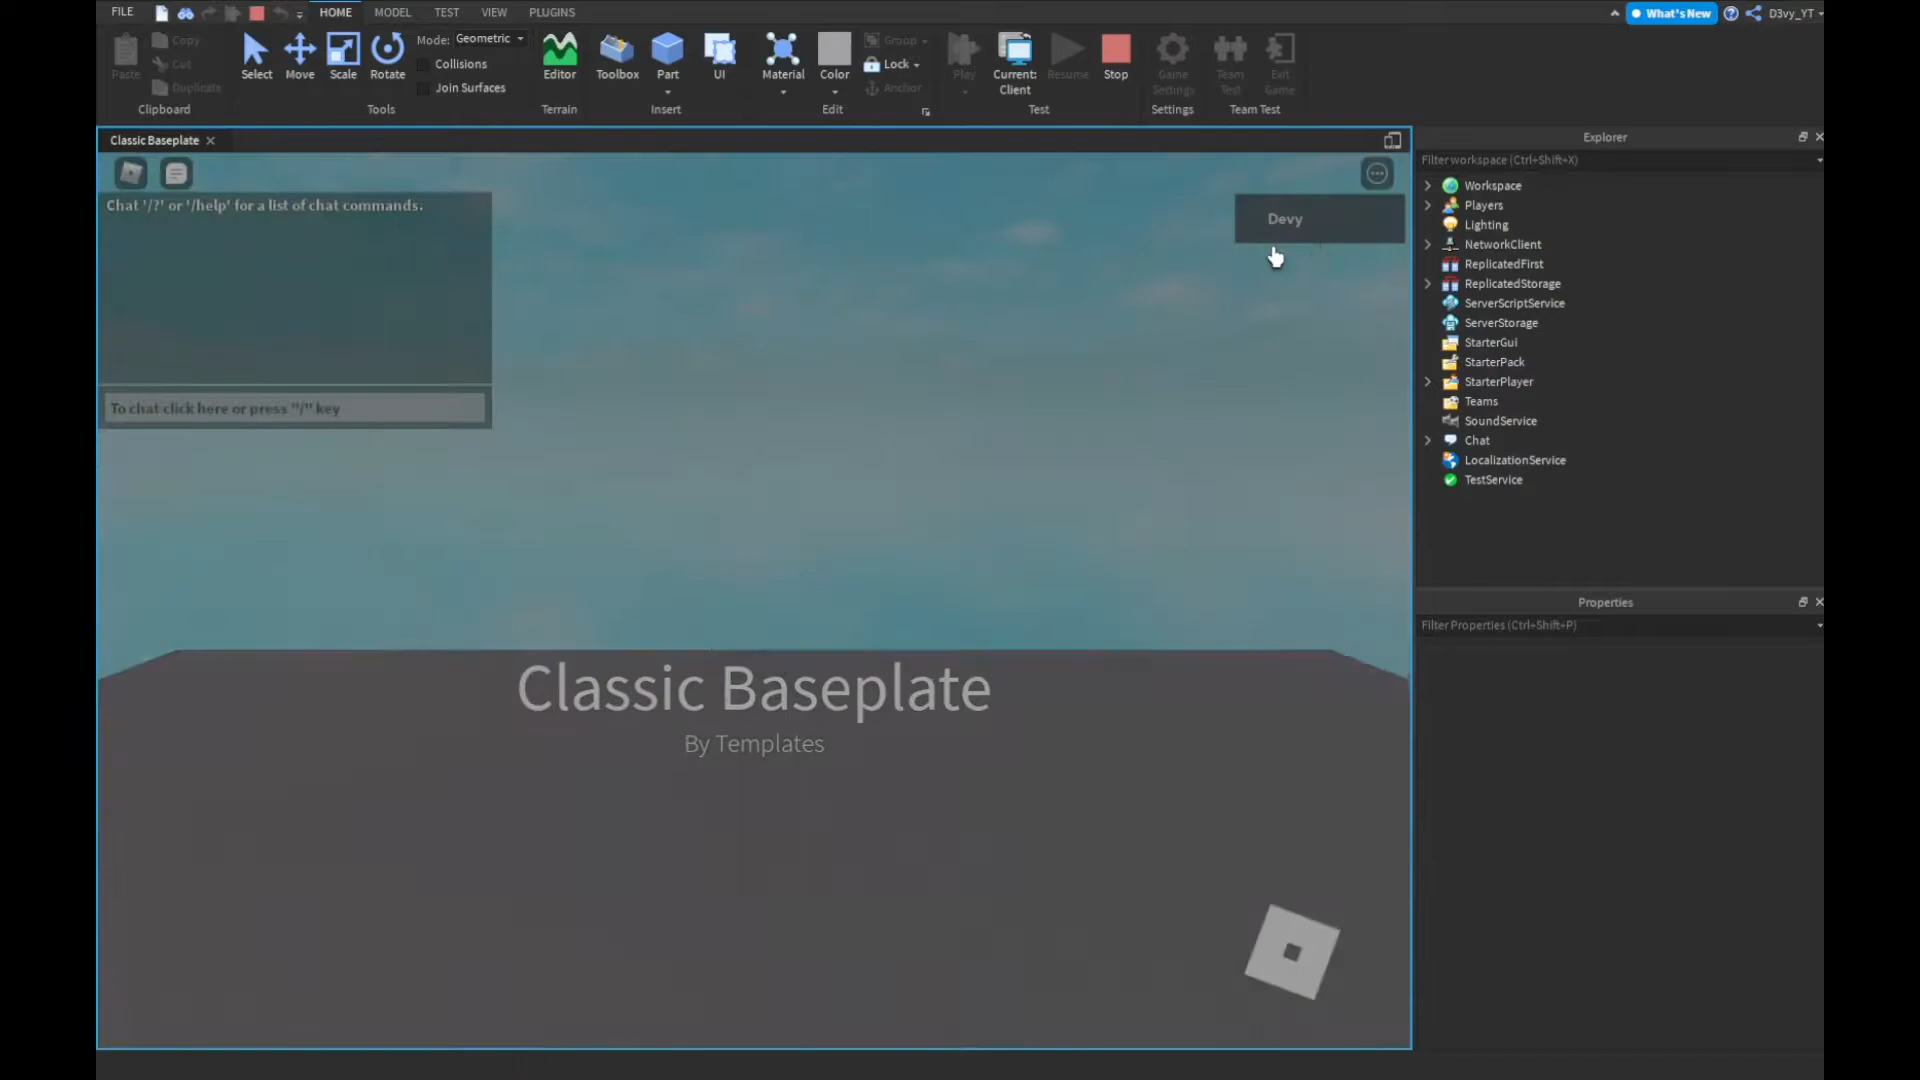 FILE HOME MODEL TEST VIEW PLUGINS What's New D3vy_YT
Paste Copy Cut Duplicate
Clipboard
Select Move Scale Rotate
Mode: Geometric
Collisions
Join Surfaces
Tools
Editor
Terrain
Toolbox Part UI
Insert
Material Color
Group
Lock
Anchor
Edit
Play Current: Client Resume Stop
Test
Game Settings
Settings
Team Test Exit Game
Team Test
Classic Baseplate
Chat '/?' or '/help' for a list of chat commands.
To chat click here or press "/" key
Devy
Classic Baseplate
By Templates
Explorer
Filter workspace (Ctrl+Shift+X)
Workspace
Players
Lighting
NetworkClient
ReplicatedFirst
ReplicatedStorage
ServerScriptService
ServerStorage
StarterGui
StarterPack
StarterPlayer
Teams
SoundService
Chat
LocalizationService
TestService
Properties
Filter Properties (Ctrl+Shift+P)